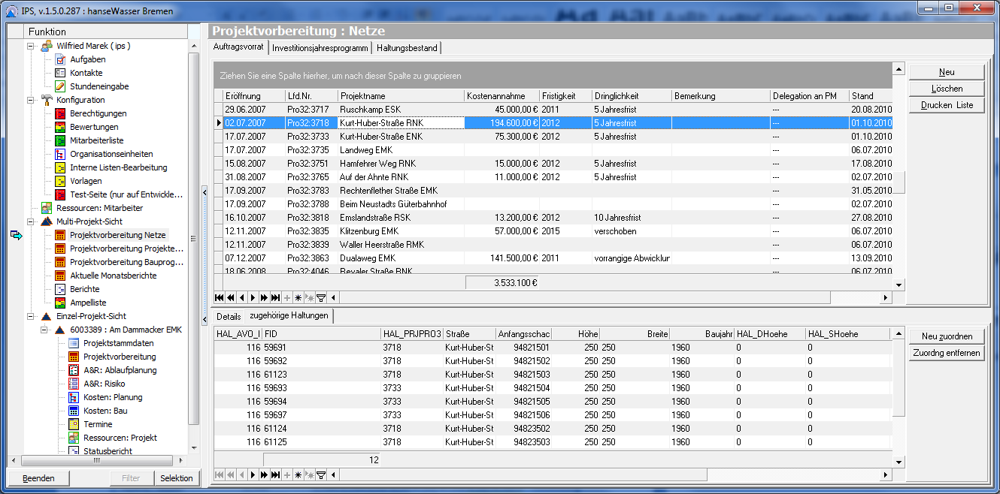 IPS, v.1.5.0.287 : hanseWasser Bremen
Funktion
Wilfried Marek ( ips )
Aufgaben
Kontakte
Stundeneingabe
Konfiguration
Berechtigungen
Bewertungen
Mitarbeiterliste
Organisationseinheiten
Interne Listen-Bearbeitung
Vorlagen
Test-Seite (nur auf Entwickle...
Ressourcen: Mitarbeiter
Multi-Projekt-Sicht
Projektvorbereitung Netze
Projektvorbereitung Projekte...
Projektvorbereitung Bauprog...
Aktuelle Monatsberichte
Berichte
Ampelliste
Einzel-Projekt-Sicht
6003389 : Am Dammacker EMK
Projektstammdaten
Projektvorbereitung
A&R: Ablaufplanung
A&R: Risiko
Kosten: Planung
Kosten: Bau
Termine
Ressourcen: Projekt
Statusbericht
Beenden Filter Selektion
Projektvorbereitung : Netze
Auftragsvorrat Investitionsjahresprogramm Haltungsbestand
Ziehen Sie eine Spalte hierher, um nach dieser Spalte zu gruppieren
Eröffnung Lfd.Nr. Projektname Kostenannahme Fristigkeit Dringlichkeit Bemerkung Delegation an PM Stand
29.06.2007 Pro32:3717 Ruschkamp ESK 45.000,00 € 2011 5 Jahresfrist --- 20.08.2010
02.07.2007 Pro32:3718 Kurt-Huber-Straße RNK 194.600,00 € 2012 5 Jahresfrist --- 01.10.2010
17.07.2007 Pro32:3733 Kurt-Huber-Straße ENK 75.300,00 € 2012 5 Jahresfrist --- 01.10.2010
17.07.2007 Pro32:3735 Landweg EMK --- 06.07.2010
15.08.2007 Pro32:3751 Hamfehrer Weg RNK 15.000,00 € 2012 5 Jahresfrist --- 17.08.2010
31.08.2007 Pro32:3765 Auf der Ahnte RNK 11.000,00 € 2012 5 Jahresfrist --- 02.07.2010
17.09.2007 Pro32:3783 Rechtenflether Straße EMK --- 31.05.2010
17.09.2007 Pro32:3788 Beim Neustadts Güterbahnhof --- 02.07.2010
16.10.2007 Pro32:3818 Emslandstraße RSK 13.200,00 € 2012 10 Jahresfrist --- 27.08.2010
12.11.2007 Pro32:3835 Klitzenburg EMK 57.000,00 € 2015 verschoben --- 06.07.2010
12.11.2007 Pro32:3839 Waller Heerstraße RMK --- 06.07.2010
07.12.2007 Pro32:3863 Dualaweg EMK 141.500,00 € 2011 vorrangige Abwicklur --- 13.09.2010
18.06.2008 Pro32:4046 Revaler Straße RNK --- 06.07.2010
3.533.100 €
Neu
Löschen
Drucken Liste
Details zugehörige Haltungen
HAL_AVO_I FID HAL_PRJPRO3 Straße Anfangsschac Höhe Breite Baujahr HAL_DHoehe HAL_SHoehe
116 59691 3718 Kurt-Huber-St 94821501 250 250 1960 0 0
116 59692 3718 Kurt-Huber-St 94821502 250 250 1960 0 0
116 61123 3718 Kurt-Huber-St 94821503 250 250 1960 0 0
116 59693 3733 Kurt-Huber-St 94821504 250 250 1960 0 0
116 59694 3733 Kurt-Huber-St 94821505 250 250 1960 0 0
116 59697 3733 Kurt-Huber-St 94821506 250 250 1960 0 0
116 61124 3718 Kurt-Huber-St 94823502 250 250 1960 0 0
116 61125 3718 Kurt-Huber-St 94823503 250 250 1960 0 0
12
Neu zuordnen
Zuordng entfernen